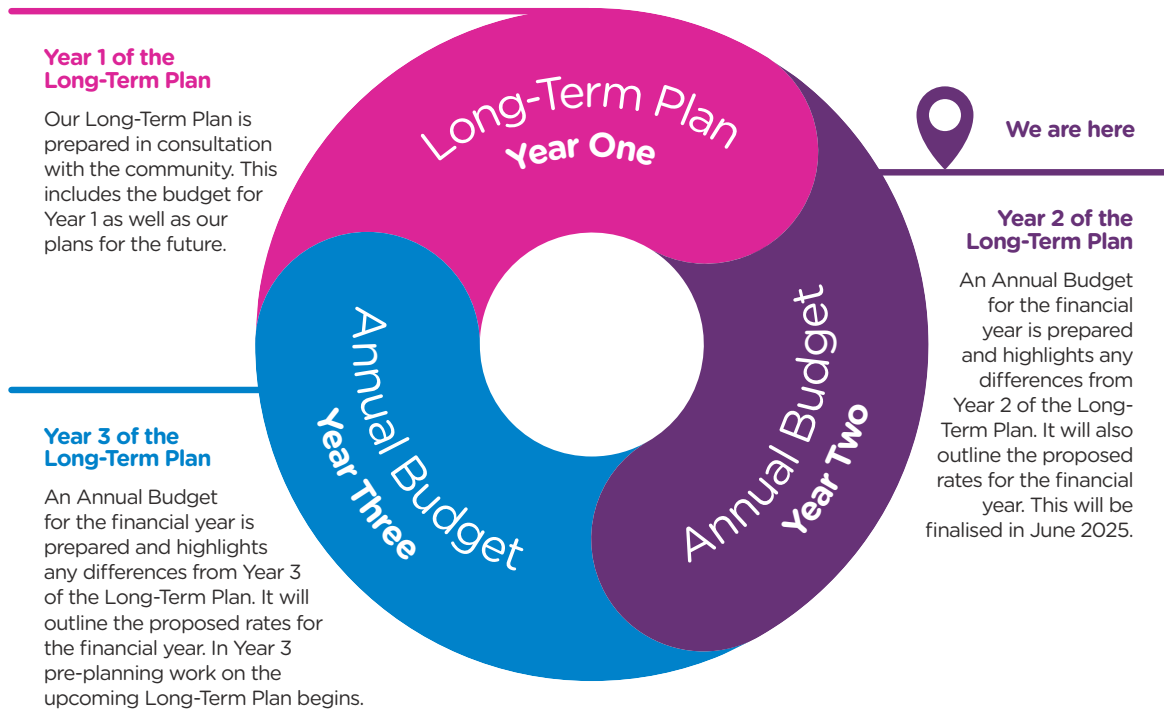 Year 1 of the
Long-Term Plan
Our Long-Term Plan is
prepared in consultation
with the community. This
includes the budget for
Year 1 as well as our
plans for the future.
Long-Term Plan
Year One
We are here
Year 2 of the
Long-Term Plan
An Annual Budget
for the financial
year is prepared
and highlights any
differences from
Year 2 of the Long-
Term Plan. It will also
outline the proposed
rates for the financial
year. This will be
finalised in June 2025.
Annual Budget
Year Two
Annual Budget
Year Three
Year 3 of the
Long-Term Plan
An Annual Budget
for the financial year is
prepared and highlights
any differences from Year 3
of the Long-Term Plan. It will
outline the proposed rates for
the financial year. In Year 3
pre-planning work on the
upcoming Long-Term Plan begins.